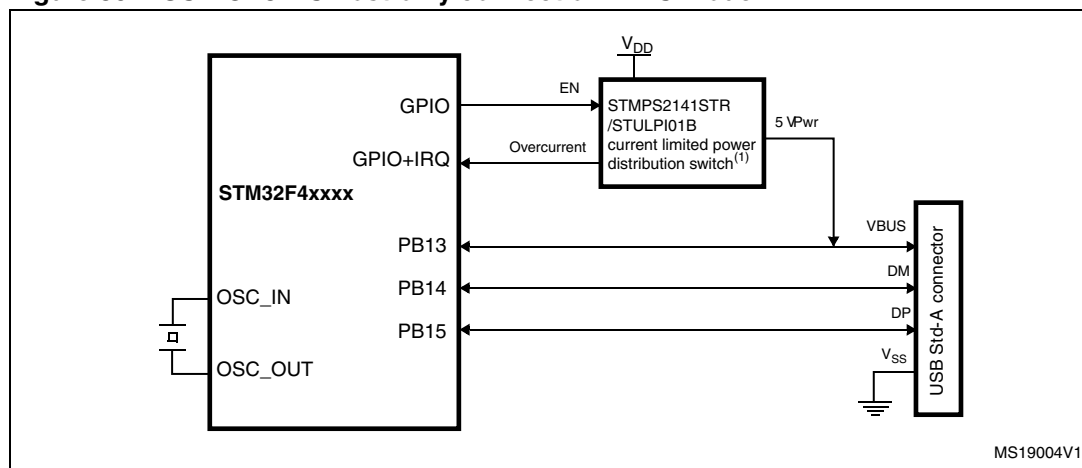 V_DD
EN
GPIO
STMPS2141STR
/STULPI01B
current limited power
distribution switch(1)
5 VPwr
Overcurrent
GPIO+IRQ
STM32F4xxxx
VBUS
PB13
DM
PB14
DP
PB15
OSC_IN
OSC_OUT
V_SS
USB Std-A connector
MS19004V1